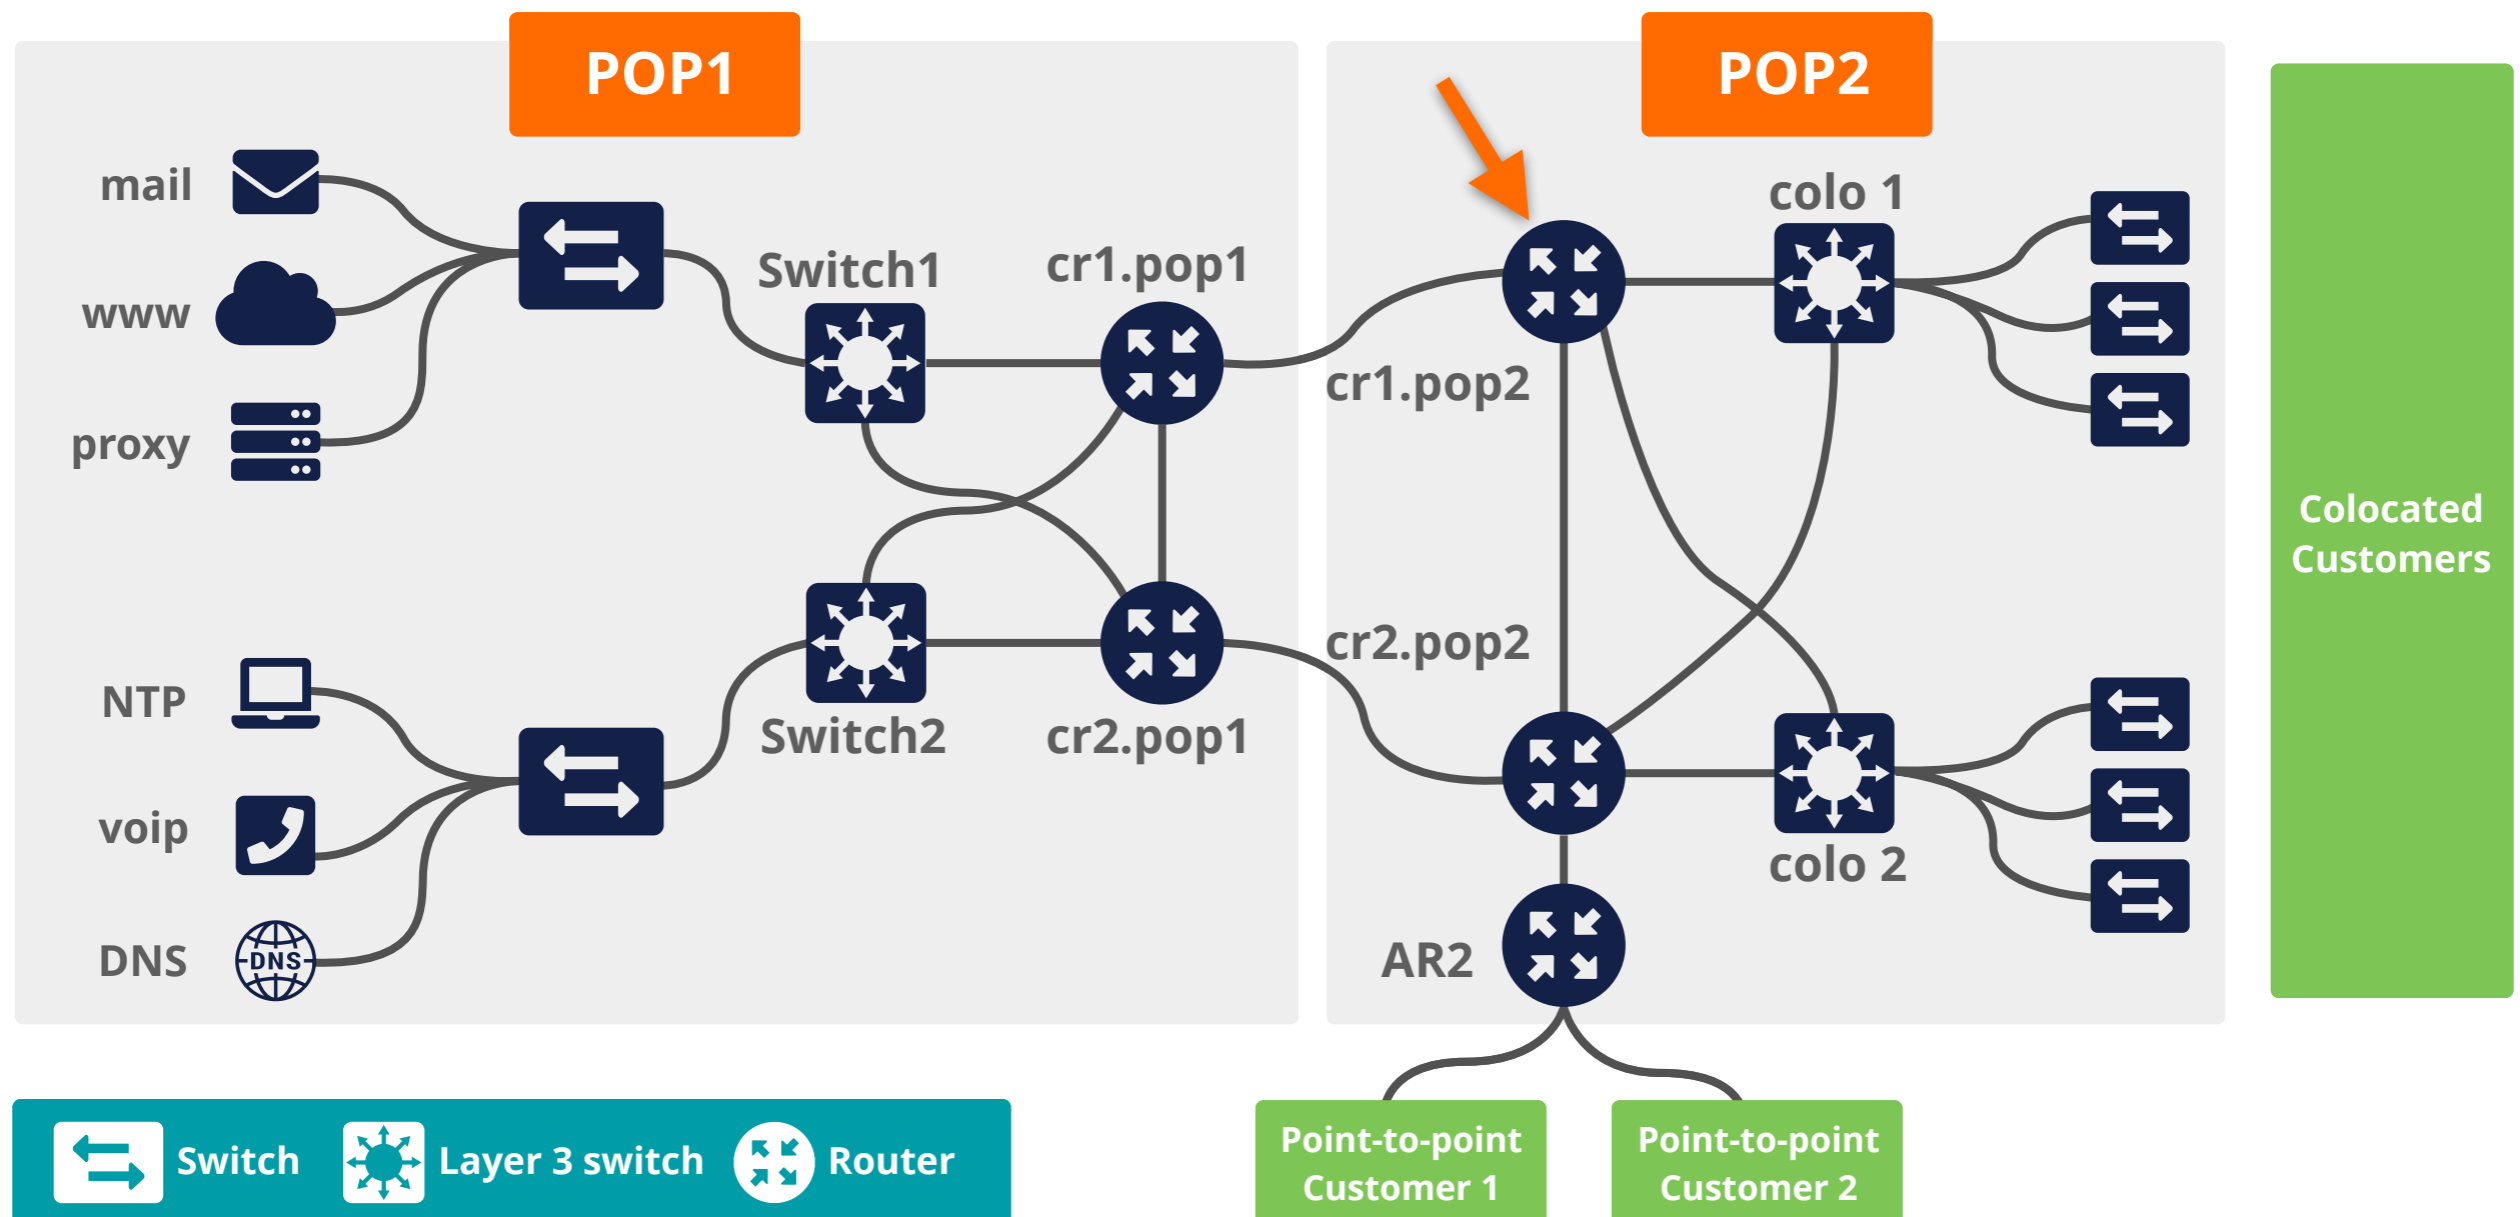 POP1
POP2
mail
www
proxy
Switch1
cr1.pop1
cr1.pop2
colo 1
NTP
voip
DNS
DNS
Switch2
cr2.pop1
cr2.pop2
colo 2
AR2
Colocated
Customers
Switch
Layer 3 switch
Router
Point-to-point
Customer 1
Point-to-point
Customer 2